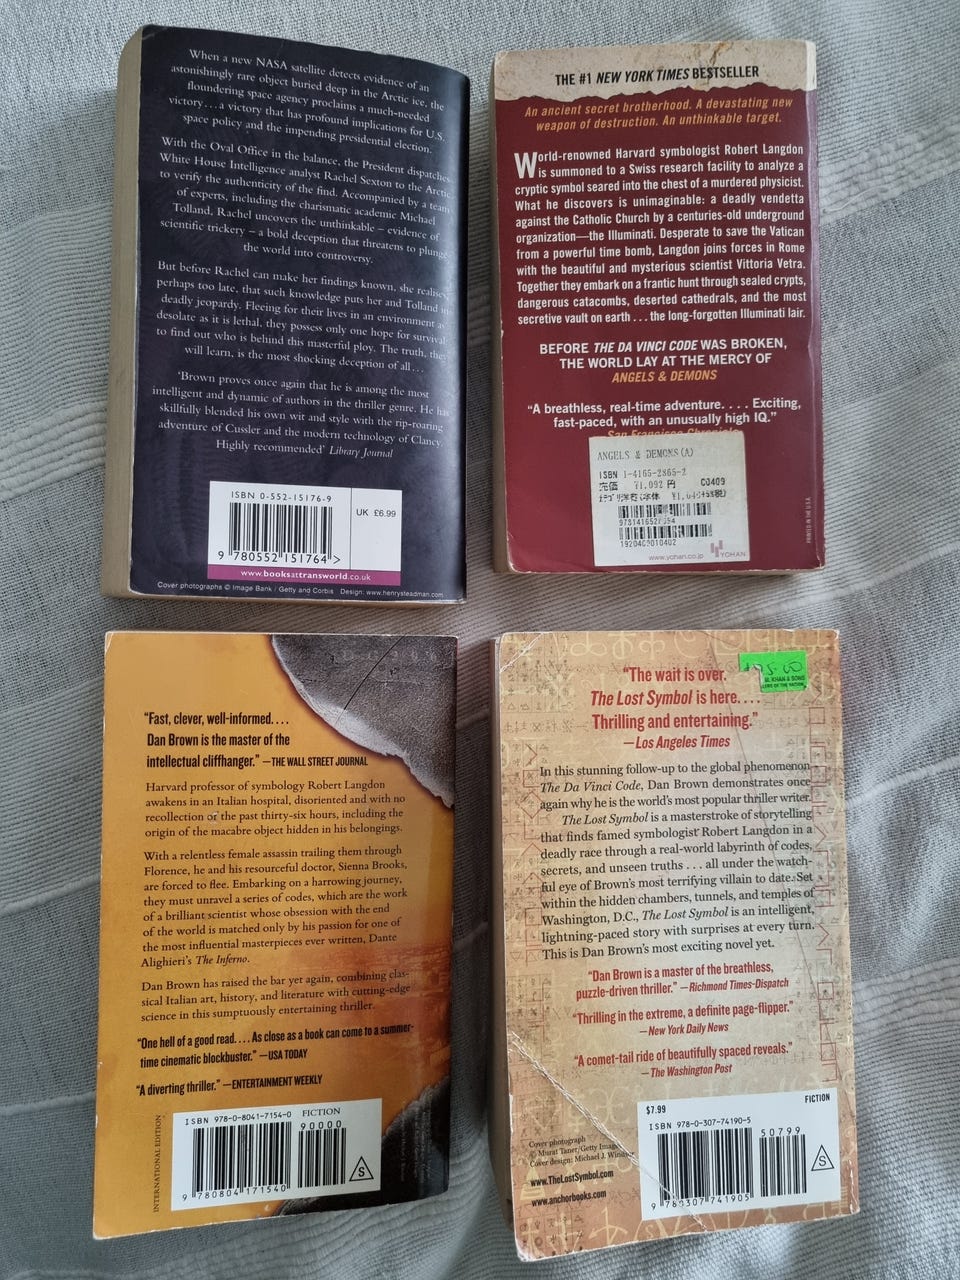 When a new NASA satellite detects evidence of an
astonishingly rare object buried deep in the Arctic ice, the
floundering space agency proclaims a much-needed
victory...a victory that has profound implications for U.S.
space policy and the impending presidential election.
With the Oval Office in the balance, the President dispatches
White House Intelligence analyst Rachel Sexton to the Arctic
to verify the authenticity of the find. Accompanied by a team
of experts, including the charismatic academic Michael
Tolland, Rachel uncovers the unthinkable – evidence of
scientific trickery – a bold deception that threatens to plunge
the world into controversy.
But before Rachel can make her findings known, she realises
perhaps too late, that such knowledge puts her and Tolland in
deadly jeopardy. Fleeing for their lives in an environment as
desolate as it is lethal, they possess only one hope for survival
to find out who is behind this masterful ploy. The truth, they
will learn, is the most shocking deception of all...
'Brown proves once again that he is among the most
intelligent and dynamic of authors in the thriller genre. He has
skillfully blended his own wit and style with the rip-roaring
adventure of Cussler and the modern technology of Clancy.
Highly recommended' Library Journal
ISBN 0-552-15176-9
UK £6.99
9 780552 151764 >
www.booksattransworld.co.uk
Cover photographs © Image Bank / Getty and Corbis Design: www.henrysteadman.com
THE #1 NEW YORK TIMES BESTSELLER
An ancient secret brotherhood. A devastating new
weapon of destruction. An unthinkable target.
World-renowned Harvard symbologist Robert Langdon
is summoned to a Swiss research facility to analyze a
cryptic symbol seared into the chest of a murdered physicist.
What he discovers is unimaginable: a deadly vendetta
against the Catholic Church by a centuries-old underground
organization—the Illuminati. Desperate to save the Vatican
from a powerful time bomb, Langdon joins forces in Rome
with the beautiful and mysterious scientist Vittoria Vetra.
Together they embark on a frantic hunt through sealed crypts,
dangerous catacombs, deserted cathedrals, and the most
secretive vault on earth . . . the long-forgotten Illuminati lair.
BEFORE THE DA VINCI CODE WAS BROKEN,
THE WORLD LAY AT THE MERCY OF
ANGELS & DEMONS
"A breathless, real-time adventure. . . . Exciting,
fast-paced, with an unusually high IQ."
San Francisco Chronicle
ANGELS & DEMONS(A)
ISBN 1-4165-2865-2
売価 ¥1,092 円 C0409
1920409010402
www.yohan.co.jp YOHAN
PRINTED IN THE U.S.A.
"Fast, clever, well-informed. . . .
Dan Brown is the master of the
intellectual cliffhanger." —THE WALL STREET JOURNAL
Harvard professor of symbology Robert Langdon
awakens in an Italian hospital, disoriented and with no
recollection of the past thirty-six hours, including the
origin of the macabre object hidden in his belongings.
With a relentless female assassin trailing them through
Florence, he and his resourceful doctor, Sienna Brooks,
are forced to flee. Embarking on a harrowing journey,
they must unravel a series of codes, which are the work
of a brilliant scientist whose obsession with the end
of the world is matched only by his passion for one of
the most influential masterpieces ever written, Dante
Alighieri's The Inferno.
Dan Brown has raised the bar yet again, combining clas-
sical Italian art, history, and literature with cutting-edge
science in this sumptuously entertaining thriller.
"One hell of a good read. . . . As close as a book can come to a summer-
time cinematic blockbuster." —USA TODAY
"A diverting thriller." —ENTERTAINMENT WEEKLY
INTERNATIONAL EDITION
ISBN 978-0-8041-7154-0 FICTION
90000
9 780804 171540
S
"The wait is over.
The Lost Symbol is here. . . .
Thrilling and entertaining."
—Los Angeles Times
M. KHAN & SONS
In this stunning follow-up to the global phenomenon
The Da Vinci Code, Dan Brown demonstrates once
again why he is the world's most popular thriller writer.
The Lost Symbol is a masterstroke of storytelling
that finds famed symbologist Robert Langdon in a
deadly race through a real-world labyrinth of codes,
secrets, and unseen truths . . . all under the watch-
ful eye of Brown's most terrifying villain to date. Set
within the hidden chambers, tunnels, and temples of
Washington, D.C., The Lost Symbol is an intelligent,
lightning-paced story with surprises at every turn.
This is Dan Brown's most exciting novel yet.
"Dan Brown is a master of the breathless,
puzzle-driven thriller." —Richmond Times-Dispatch
"Thrilling in the extreme, a definite page-flipper."
—New York Daily News
"A comet-tail ride of beautifully spaced reveals."
—The Washington Post
Cover photograph
© Murat Taner/Getty Images
Cover design: Michael J. Windsor
www.TheLostSymbol.com
www.anchorbooks.com
$7.99
FICTION
ISBN 978-0-307-74190-5
50799
9 780307 741905
S